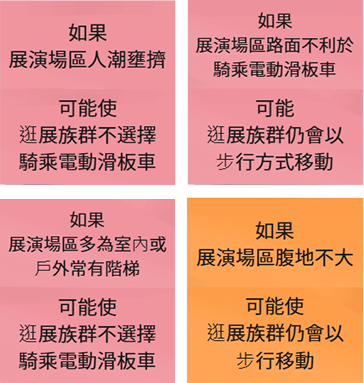 如果
展演場區人潮壅擠
可能使
逛展族群不選擇
騎乘電動滑板車
如果
展演場區路面不利於
騎乘電動滑板車
可能
逛展族群仍會以
步行方式移動
如果
展演場區多為室內或
戶外常有階梯
可能使
逛展族群不選擇
騎乘電動滑板車
如果
展演場區腹地不大
可能使
逛展族群仍會以
步行移動